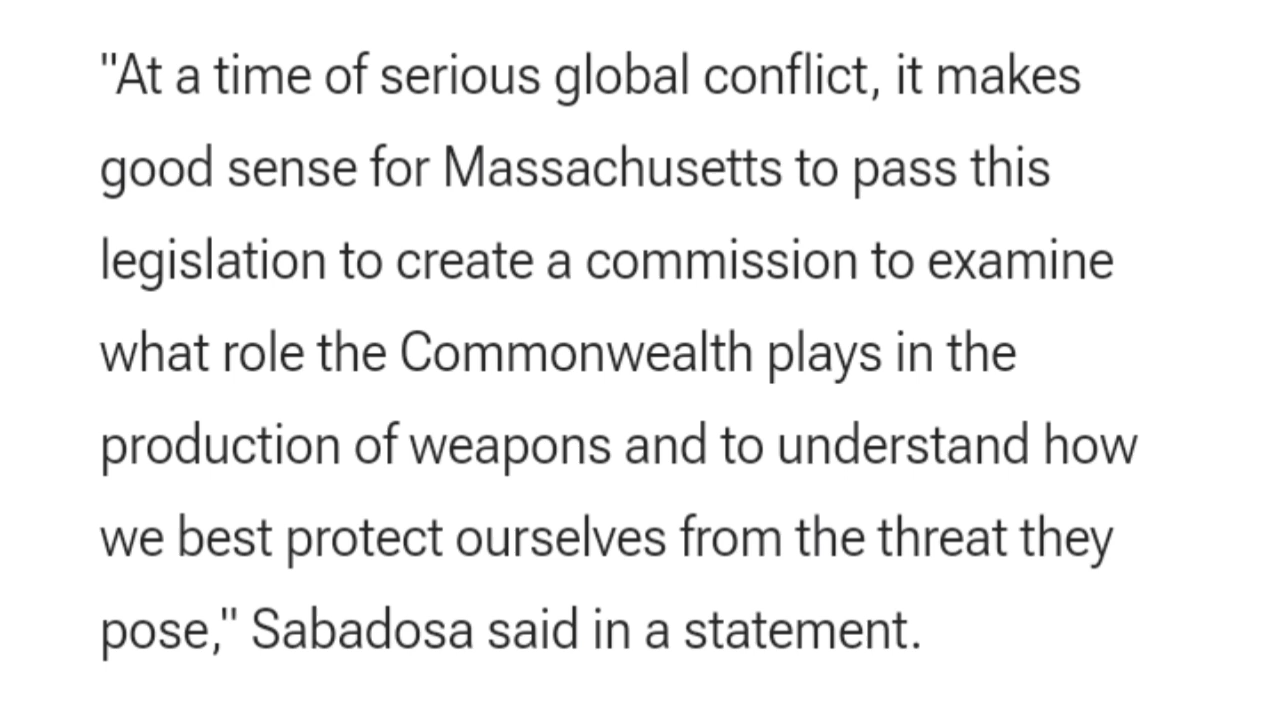 "At a time of serious global conflict, it makes
good sense for Massachusetts to pass this
legislation to create a commission to examine
what role the Commonwealth plays in the
production of weapons and to understand how
we best protect ourselves from the threat they
pose," Sabadosa said in a statement.